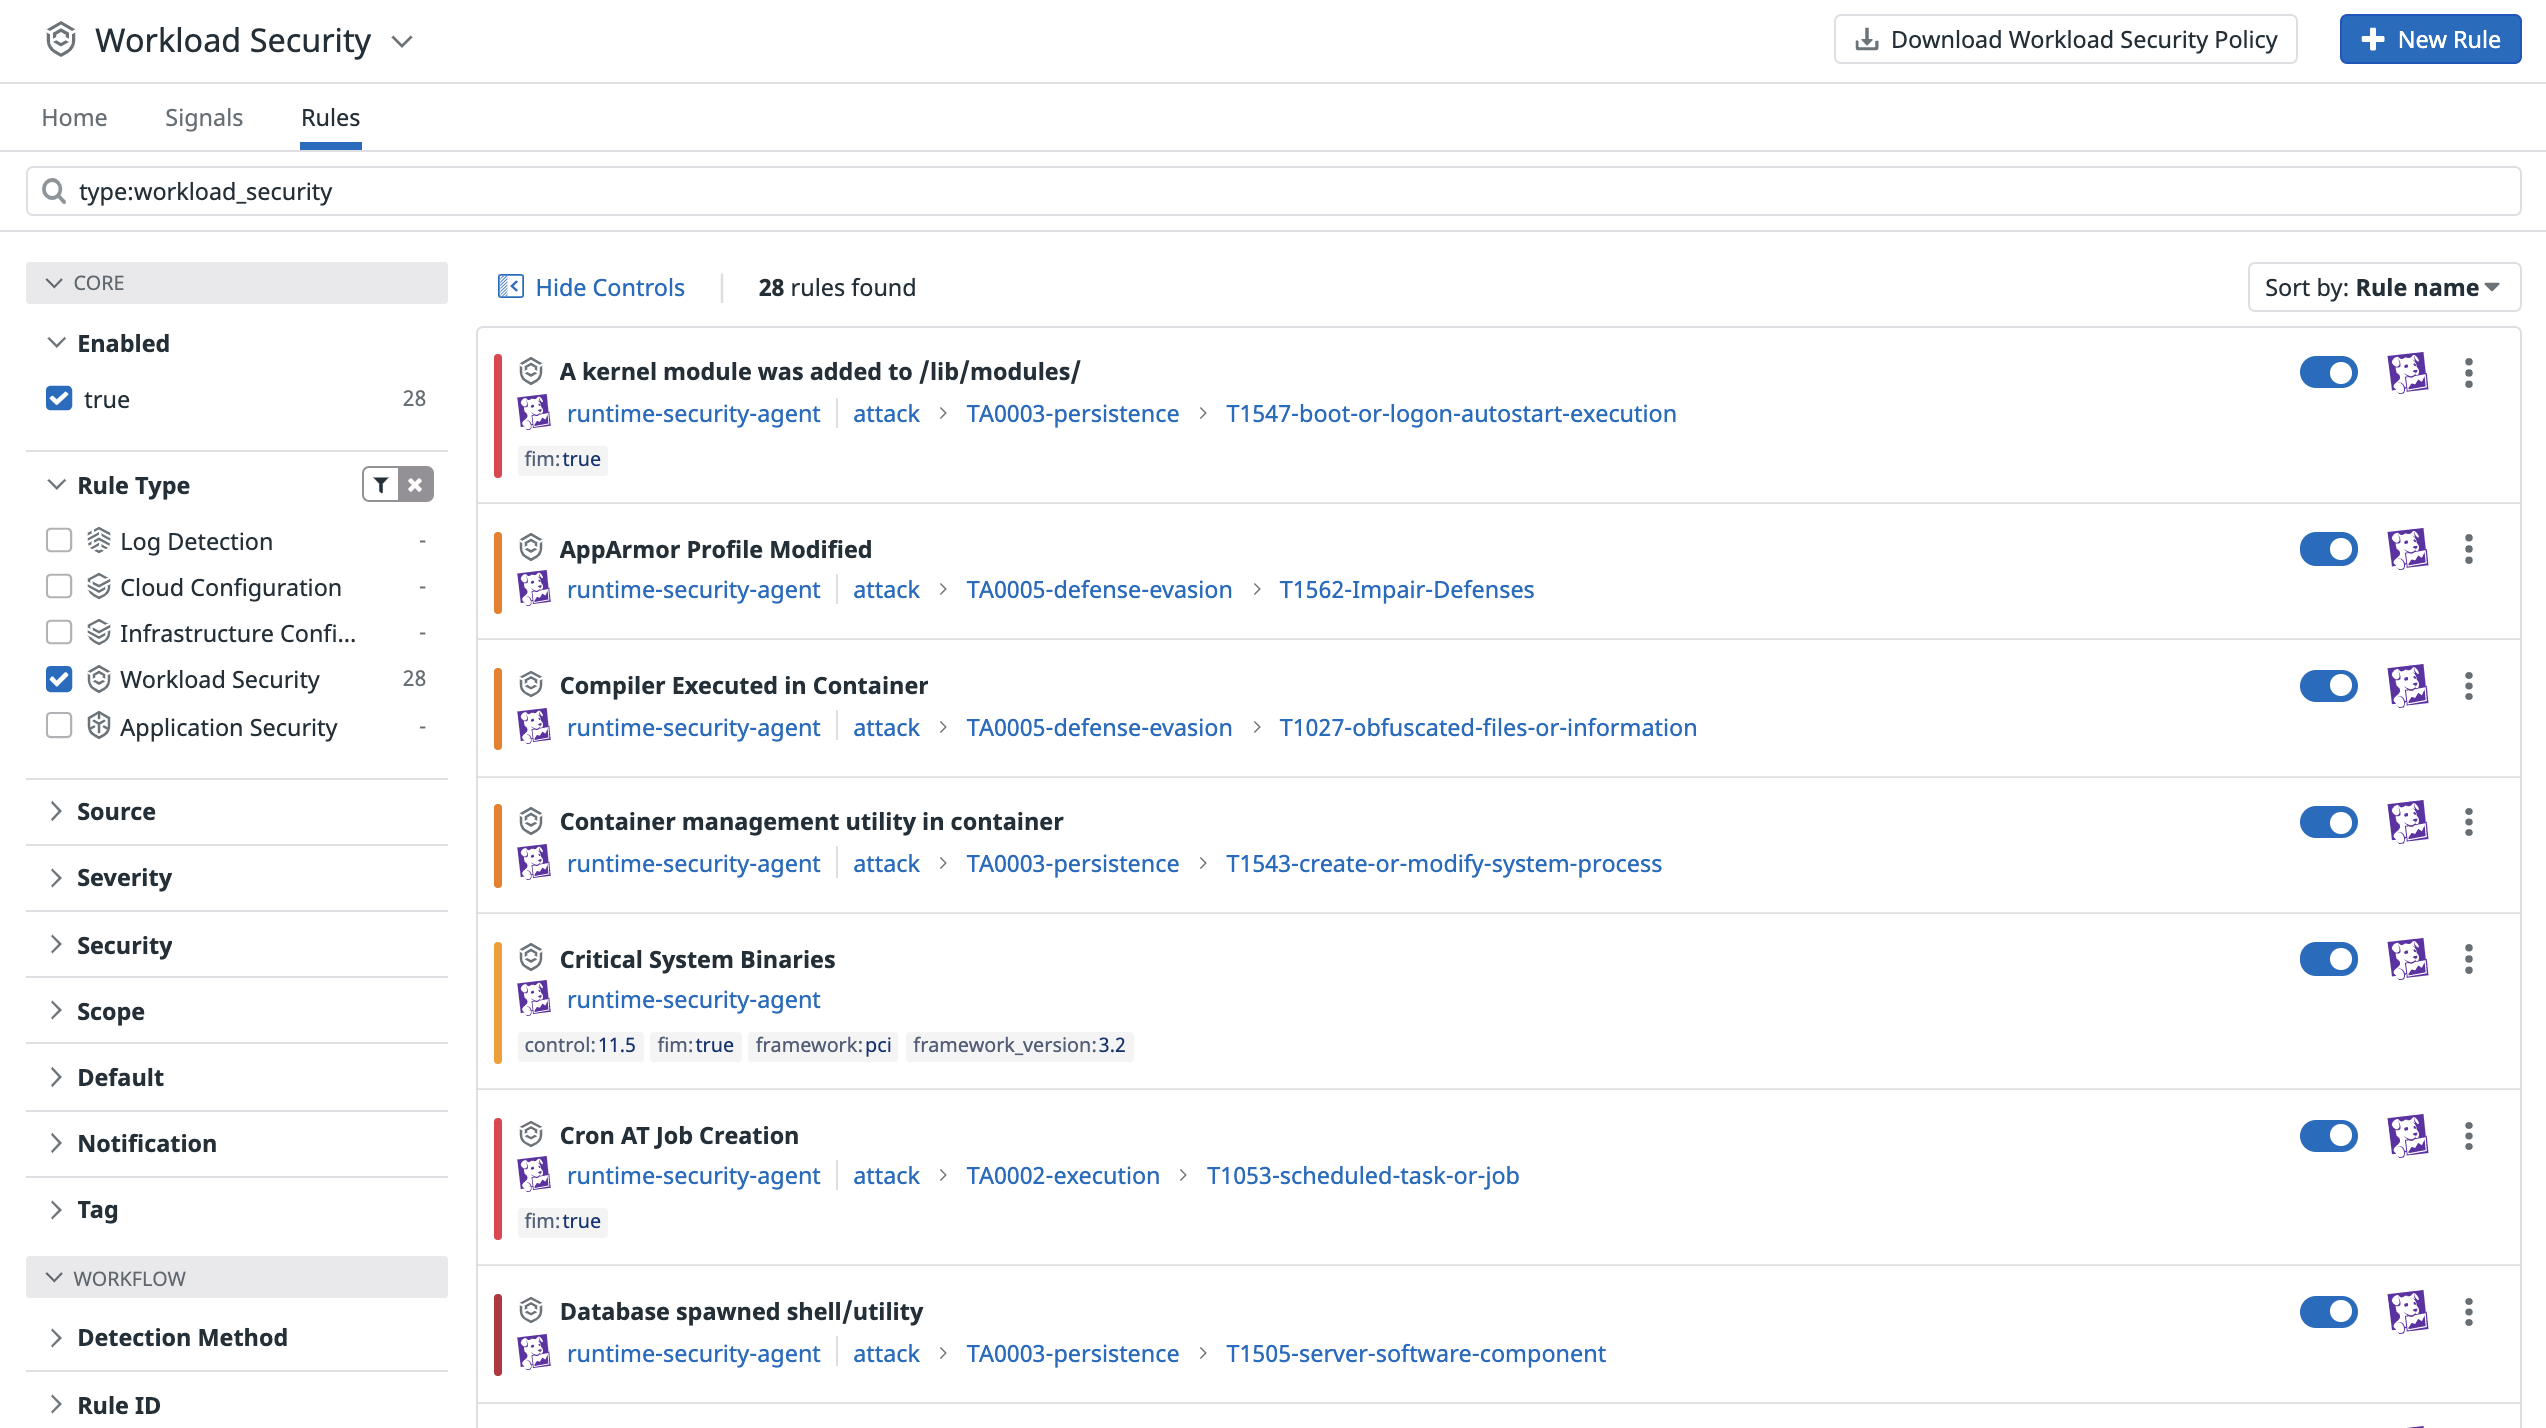 Workload Security
Download Workload Security Policy
New Rule
Home
Signals
Rules
type:workload_security
CORE
Enabled
true 28
Rule Type
Log Detection -
Cloud Configuration -
Infrastructure Confi... -
Workload Security 28
Application Security -
Source
Severity
Security
Scope
Default
Notification
Tag
WORKFLOW
Detection Method
Rule ID
Hide Controls
28 rules found
Sort by: Rule name
A kernel module was added to /lib/modules/
runtime-security-agent attack > TA0003-persistence > T1547-boot-or-logon-autostart-execution
fim:true
AppArmor Profile Modified
runtime-security-agent attack > TA0005-defense-evasion > T1562-Impair-Defenses
Compiler Executed in Container
runtime-security-agent attack > TA0005-defense-evasion > T1027-obfuscated-files-or-information
Container management utility in container
runtime-security-agent attack > TA0003-persistence > T1543-create-or-modify-system-process
Critical System Binaries
runtime-security-agent
control:11.5 fim:true framework:pci framework_version:3.2
Cron AT Job Creation
runtime-security-agent attack > TA0002-execution > T1053-scheduled-task-or-job
fim:true
Database spawned shell/utility
runtime-security-agent attack > TA0003-persistence > T1505-server-software-component